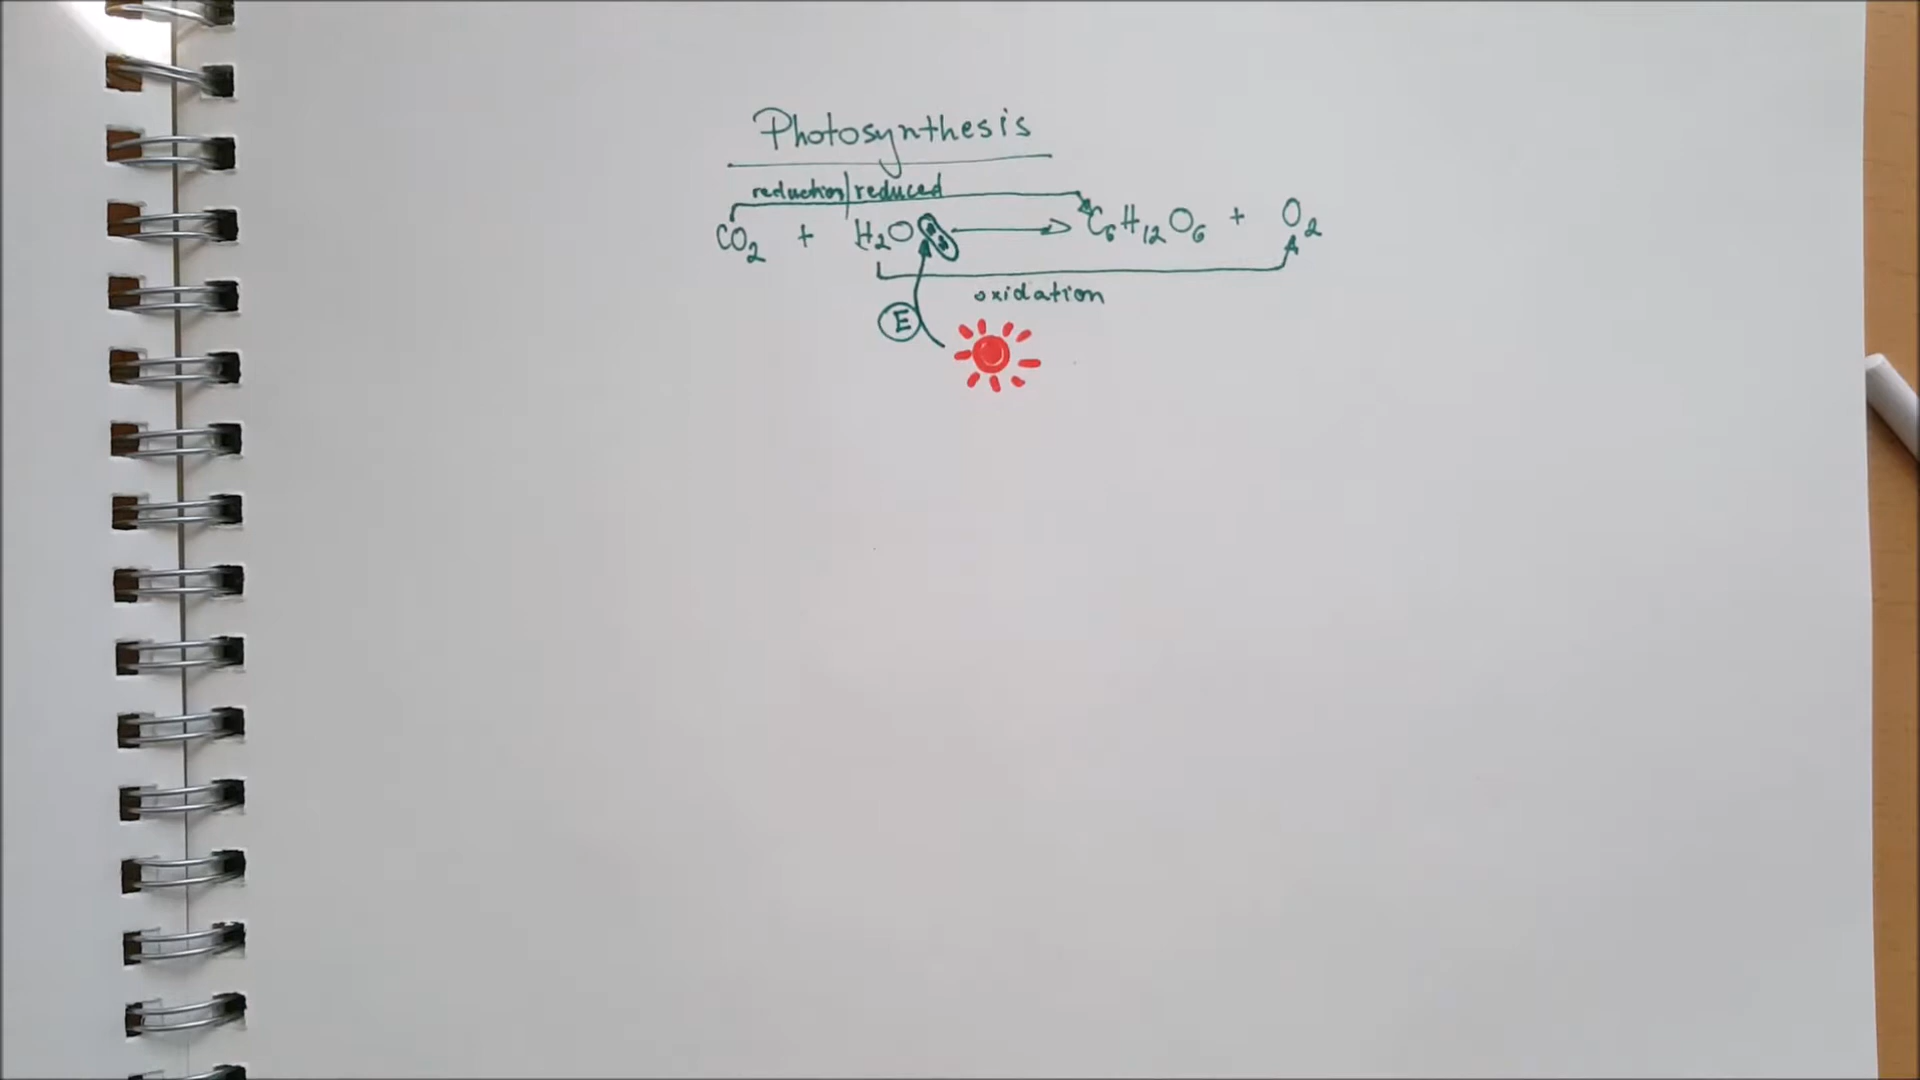 Photosynthesis
reduction/reduced
CO₂ + H₂O → C₆H₁₂O₆ + O₂
oxidation
E